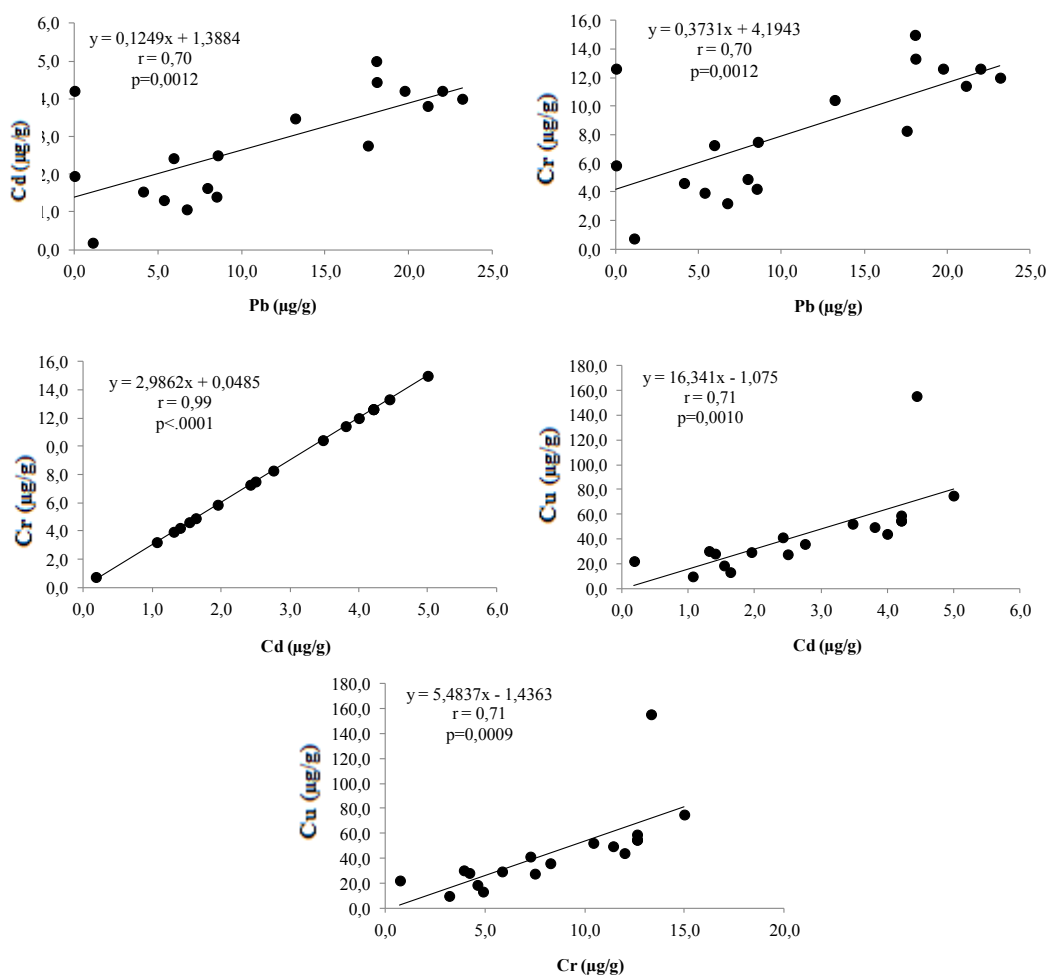 6,0
5,0
4,0
3,0
2,0
1,0
0,0
Cd (µg/g)
y = 0,1249x + 1,3884
r = 0,70
p=0,0012
0,0 5,0 10,0 15,0 20,0 25,0
Pb (µg/g)
16,0
14,0
12,0
10,0
8,0
6,0
4,0
2,0
0,0
Cr (µg/g)
y = 0,3731x + 4,1943
r = 0,70
p=0,0012
0,0 5,0 10,0 15,0 20,0 25,0
Pb (µg/g)
16,0
14,0
12,0
0,0
8,0
6,0
4,0
2,0
0,0
Cr (µg/g)
y = 2,9862x + 0,0485
r = 0,99
p<.0001
0,0 1,0 2,0 3,0 4,0 5,0 6,0
Cd (µg/g)
180,0
160,0
140,0
120,0
100,0
80,0
60,0
40,0
20,0
0,0
Cu (µg/g)
y = 16,341x - 1,075
r = 0,71
p=0,0010
0,0 1,0 2,0 3,0 4,0 5,0 6,0
Cd (µg/g)
180,0
160,0
140,0
120,0
100,0
80,0
60,0
40,0
20,0
0,0
Cu (µg/g)
y = 5,4837x - 1,4363
r = 0,71
p=0,0009
0,0 5,0 10,0 15,0 20,0
Cr (µg/g)